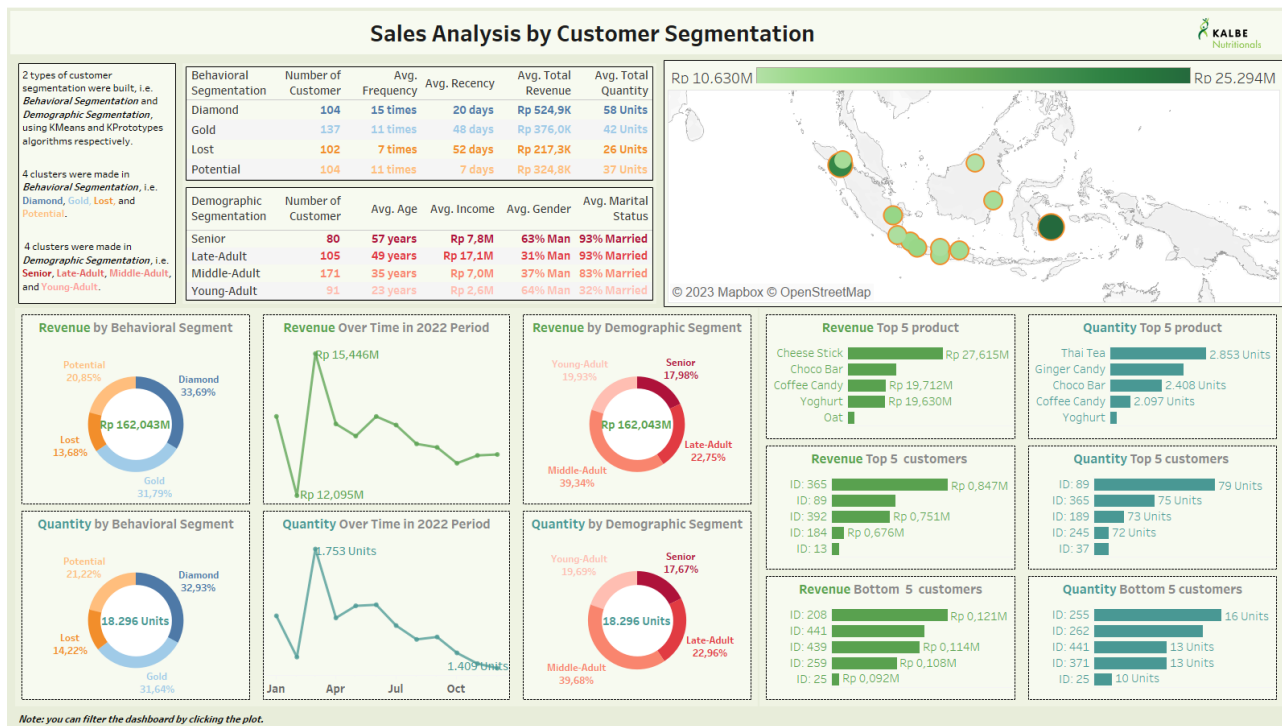 Sales Analysis by Customer Segmentation
KALBE
Nutritionals
2 types of customer
segmentation were built, i.e.
Behavioral Segmentation and
Demographic Segmentation,
using KMeans and KPrototypes
algorithms respectively.
4 clusters were made in
Behavioral Segmentation, i.e.
Diamond, Gold, Lost, and
Potential.
4 clusters were made in
Demographic Segmentation, i.e.
Senior, Late-Adult, Middle-Adult,
and Young-Adult.
Behavioral Segmentation Number of Customer Avg. Frequency Avg. Recency Avg. Total Revenue Avg. Total Quantity
Diamond 104 15 times 20 days Rp 524,9K 58 Units
Gold 137 11 times 48 days Rp 376,0K 42 Units
Lost 102 7 times 52 days Rp 217,3K 26 Units
Potential 104 11 times 7 days Rp 324,8K 37 Units
Demographic Segmentation Number of Customer Avg. Age Avg. Income Avg. Gender Avg. Marital Status
Senior 80 57 years Rp 7,8M 63% Man 93% Married
Late-Adult 105 49 years Rp 17,1M 31% Man 93% Married
Middle-Adult 171 35 years Rp 7,0M 37% Man 83% Married
Young-Adult 91 23 years Rp 2,6M 64% Man 32% Married
Rp 10.630M Rp 25.294M
© 2023 Mapbox © OpenStreetMap
Revenue by Behavioral Segment
Potential
20,85%
Diamond
33,69%
Rp 162,043M
Lost
13,68%
Gold
31,79%
Revenue Over Time in 2022 Period
Rp 15,446M
Rp 12,095M
Revenue by Demographic Segment
Young-Adult
19,93%
Senior
17,98%
Rp 162,043M
Late-Adult
22,75%
Middle-Adult
39,34%
Revenue Top 5 product
Cheese Stick Rp 27,615M
Choco Bar
Coffee Candy Rp 19,712M
Yoghurt Rp 19,630M
Oat
Quantity Top 5 product
Thai Tea 2.853 Units
Ginger Candy
Choco Bar 2.408 Units
Coffee Candy 2.097 Units
Yoghurt
Revenue Top 5 customers
ID: 365 Rp 0,847M
ID: 89
ID: 392 Rp 0,751M
ID: 184 Rp 0,676M
ID: 13
Quantity Top 5 customers
ID: 89 79 Units
ID: 365 75 Units
ID: 189 73 Units
ID: 245 72 Units
ID: 37
Quantity by Behavioral Segment
Potential
21,22%
Diamond
32,93%
18.296 Units
Lost
14,22%
Gold
31,64%
Quantity Over Time in 2022 Period
1.753 Units
1.409 Units
Jan Apr Jul Oct
Quantity by Demographic Segment
Young-Adult
19,69%
Senior
17,67%
18.296 Units
Late-Adult
22,96%
Middle-Adult
39,68%
Revenue Bottom 5 customers
ID: 208 Rp 0,121M
ID: 441
ID: 439 Rp 0,114M
ID: 259 Rp 0,108M
ID: 25 Rp 0,092M
Quantity Bottom 5 customers
ID: 255 16 Units
ID: 262
ID: 441 13 Units
ID: 371 13 Units
ID: 25 10 Units
Note: you can filter the dashboard by clicking the plot.